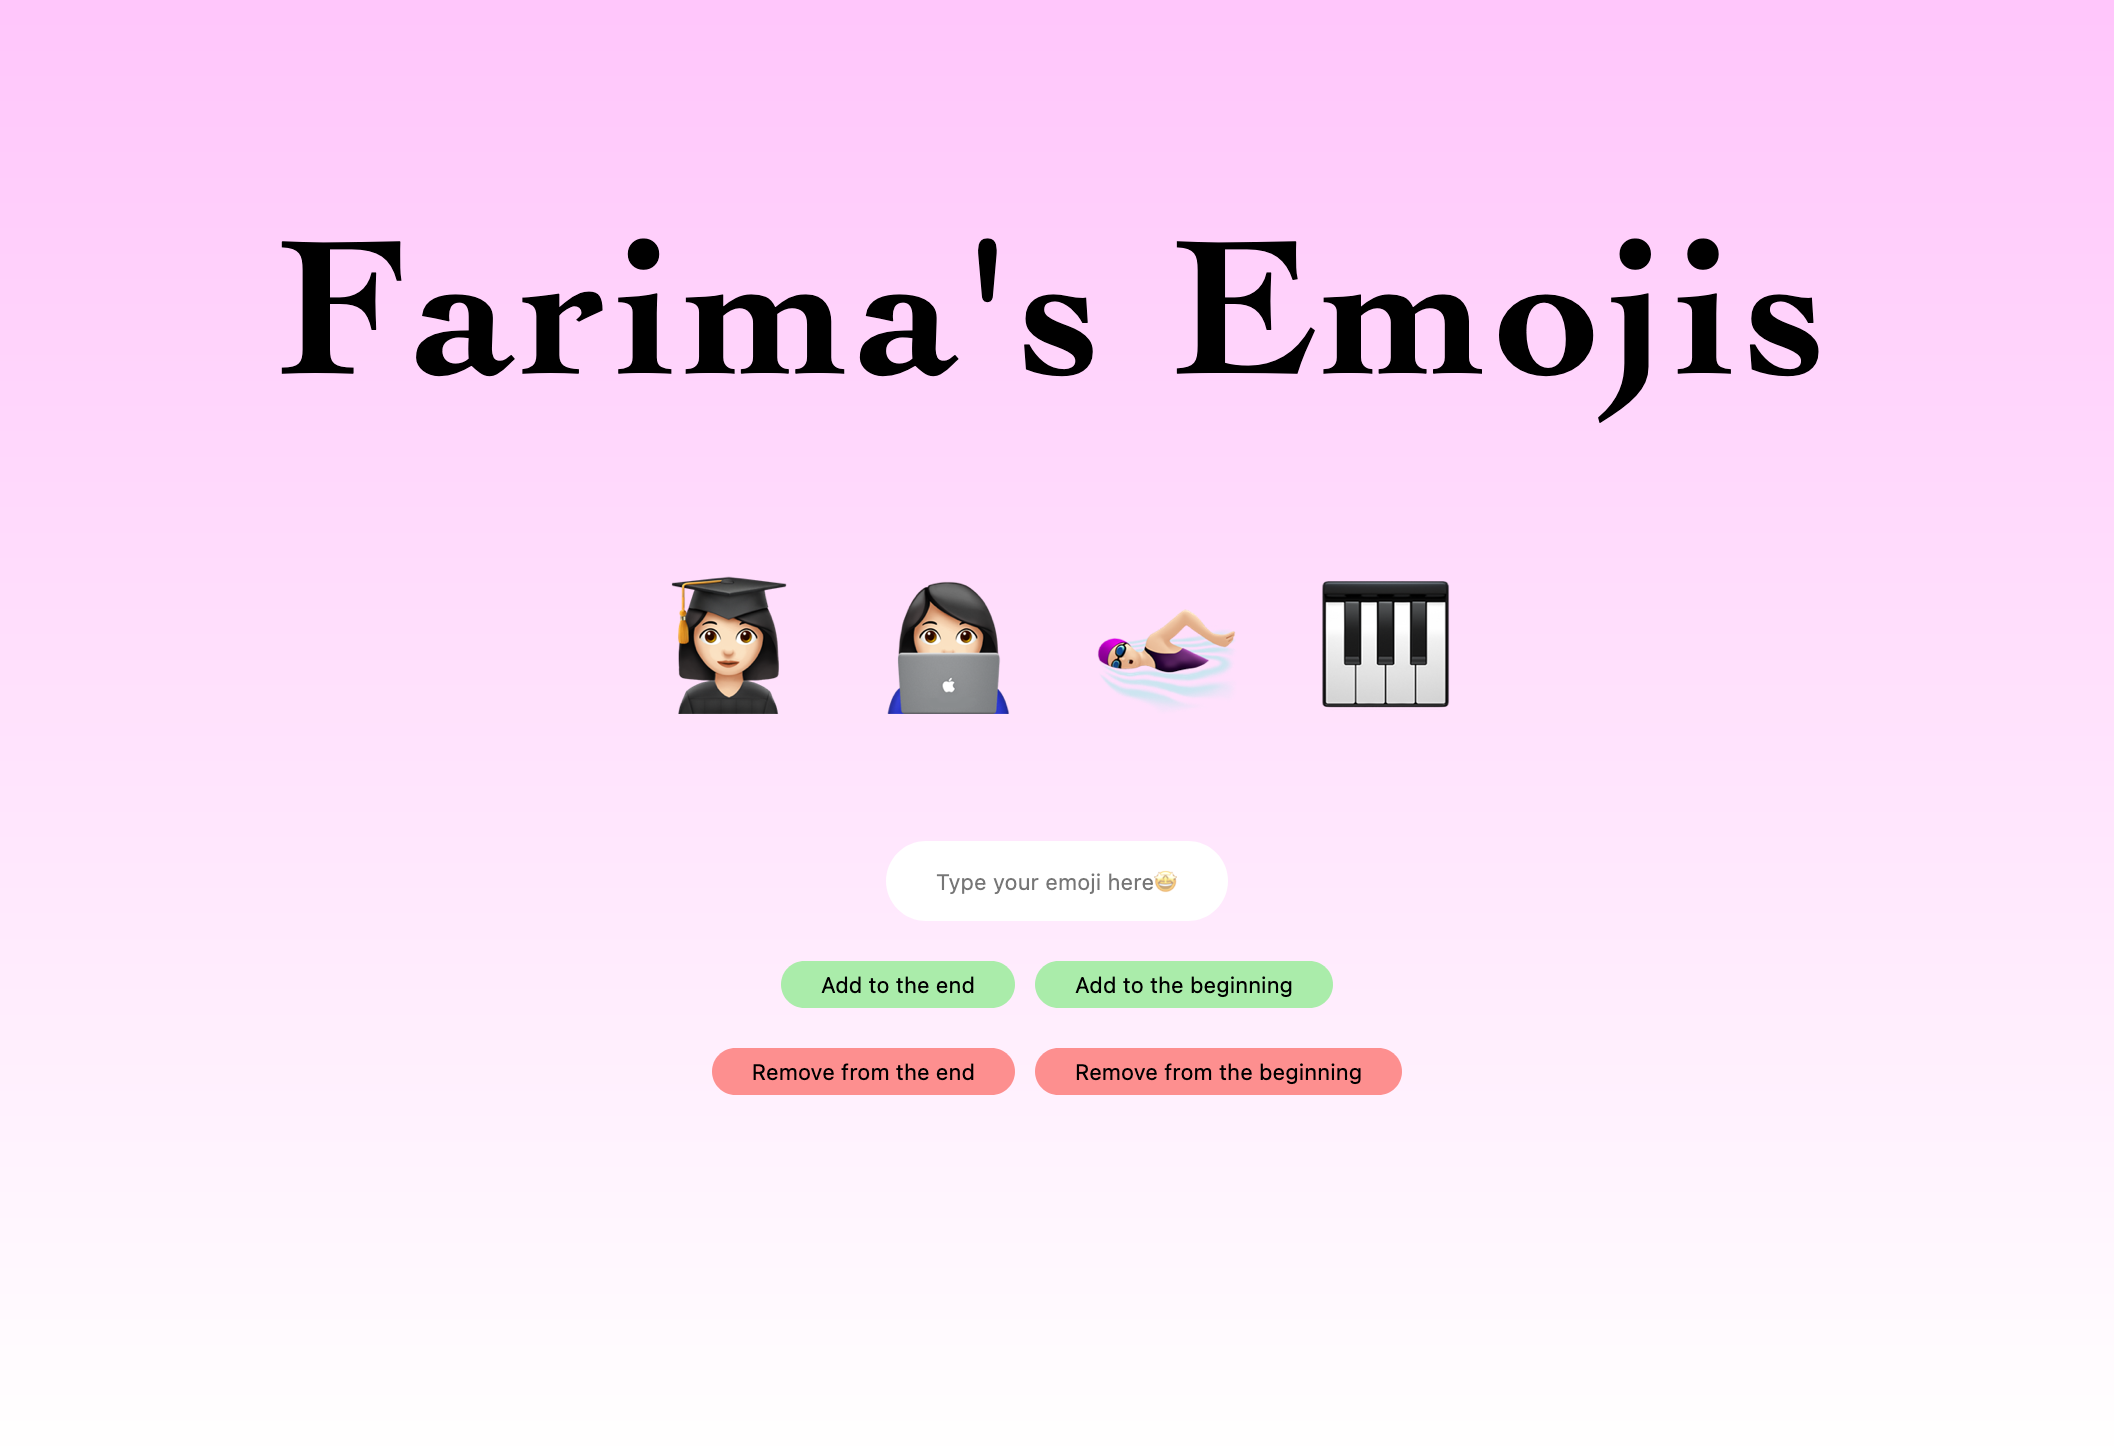 Farima's Emojis
Type your emoji here🤩
Add to the end
Add to the beginning
Remove from the end
Remove from the beginning